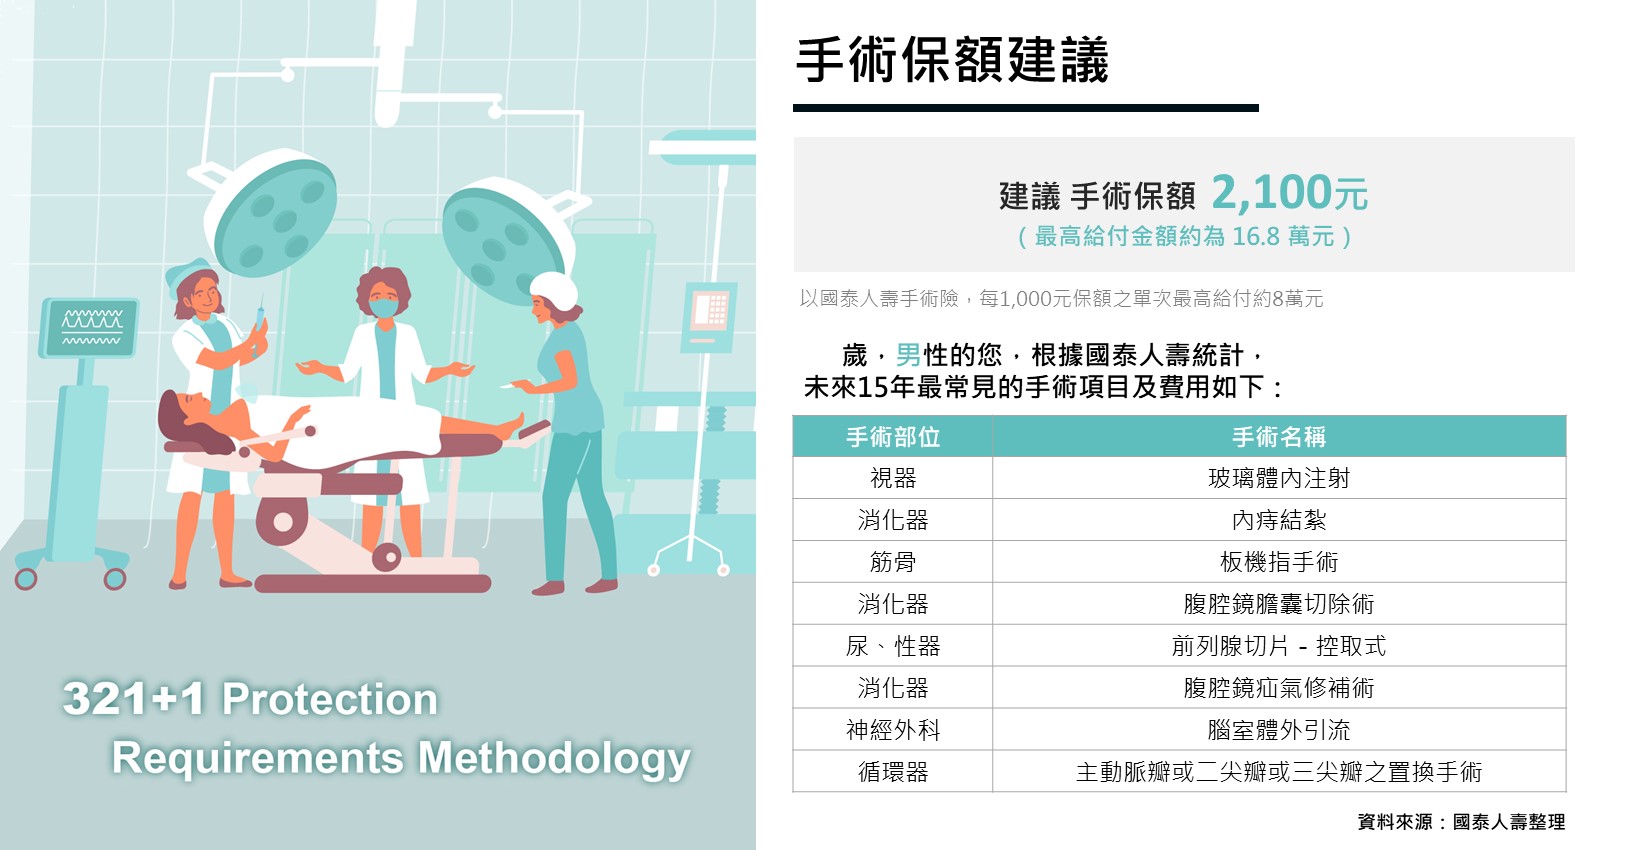 手術保額建議
建議 手術保額 2,100元
( 最高給付金額約為 16.8 萬元 )
以國泰人壽手術險，每1,000元保額之單次最高給付約8萬元
歲，男性的您，根據國泰人壽統計，
未來15年最常見的手術項目及費用如下：
手術部位 手術名稱
視器 玻璃體內注射
消化器 內痔結紮
筋骨 板機指手術
消化器 腹腔鏡膽囊切除術
尿、性器 前列腺切片 - 控取式
消化器 腹腔鏡疝氣修補術
神經外科 腦室體外引流
循環器 主動脈瓣或二尖瓣或三尖瓣之置換手術
資料來源：國泰人壽整理
321+1 Protection
Requirements Methodology